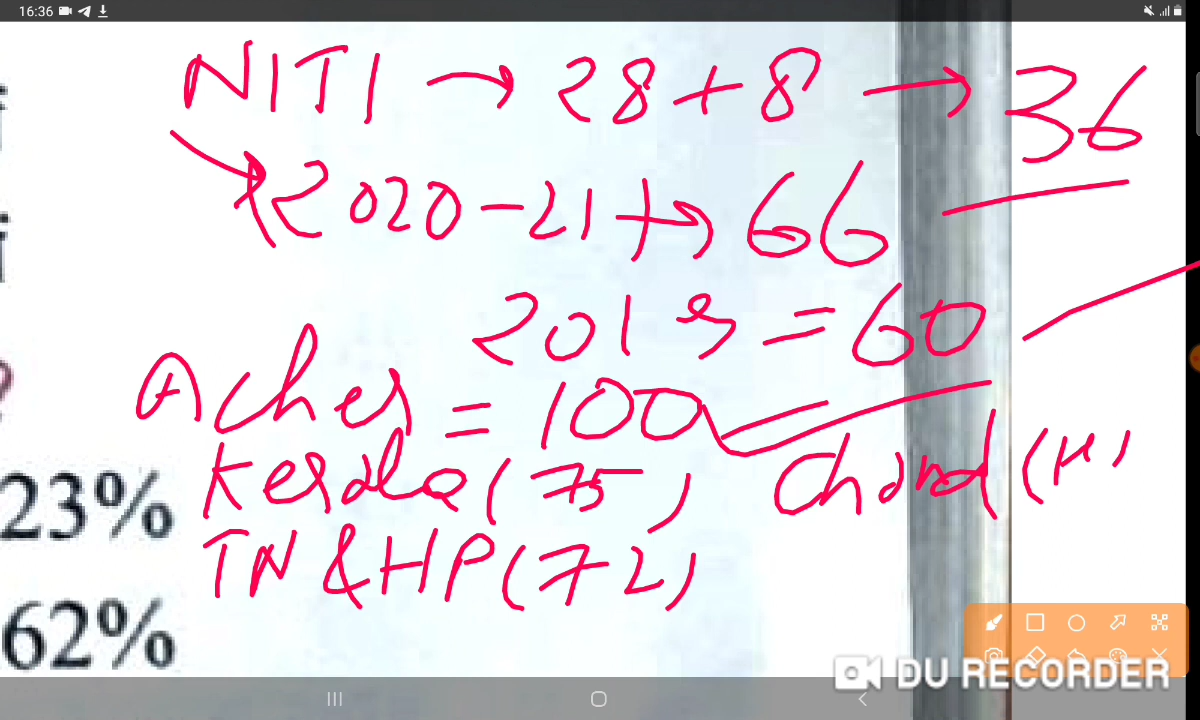 16:36
NITI → 28 + 8 → 36
→ 2020-21 → 66
2019 = 60
Acher = 100
Kerala (75)
Chand (
TN & HP (72)
23%
62%
DU RECORDER